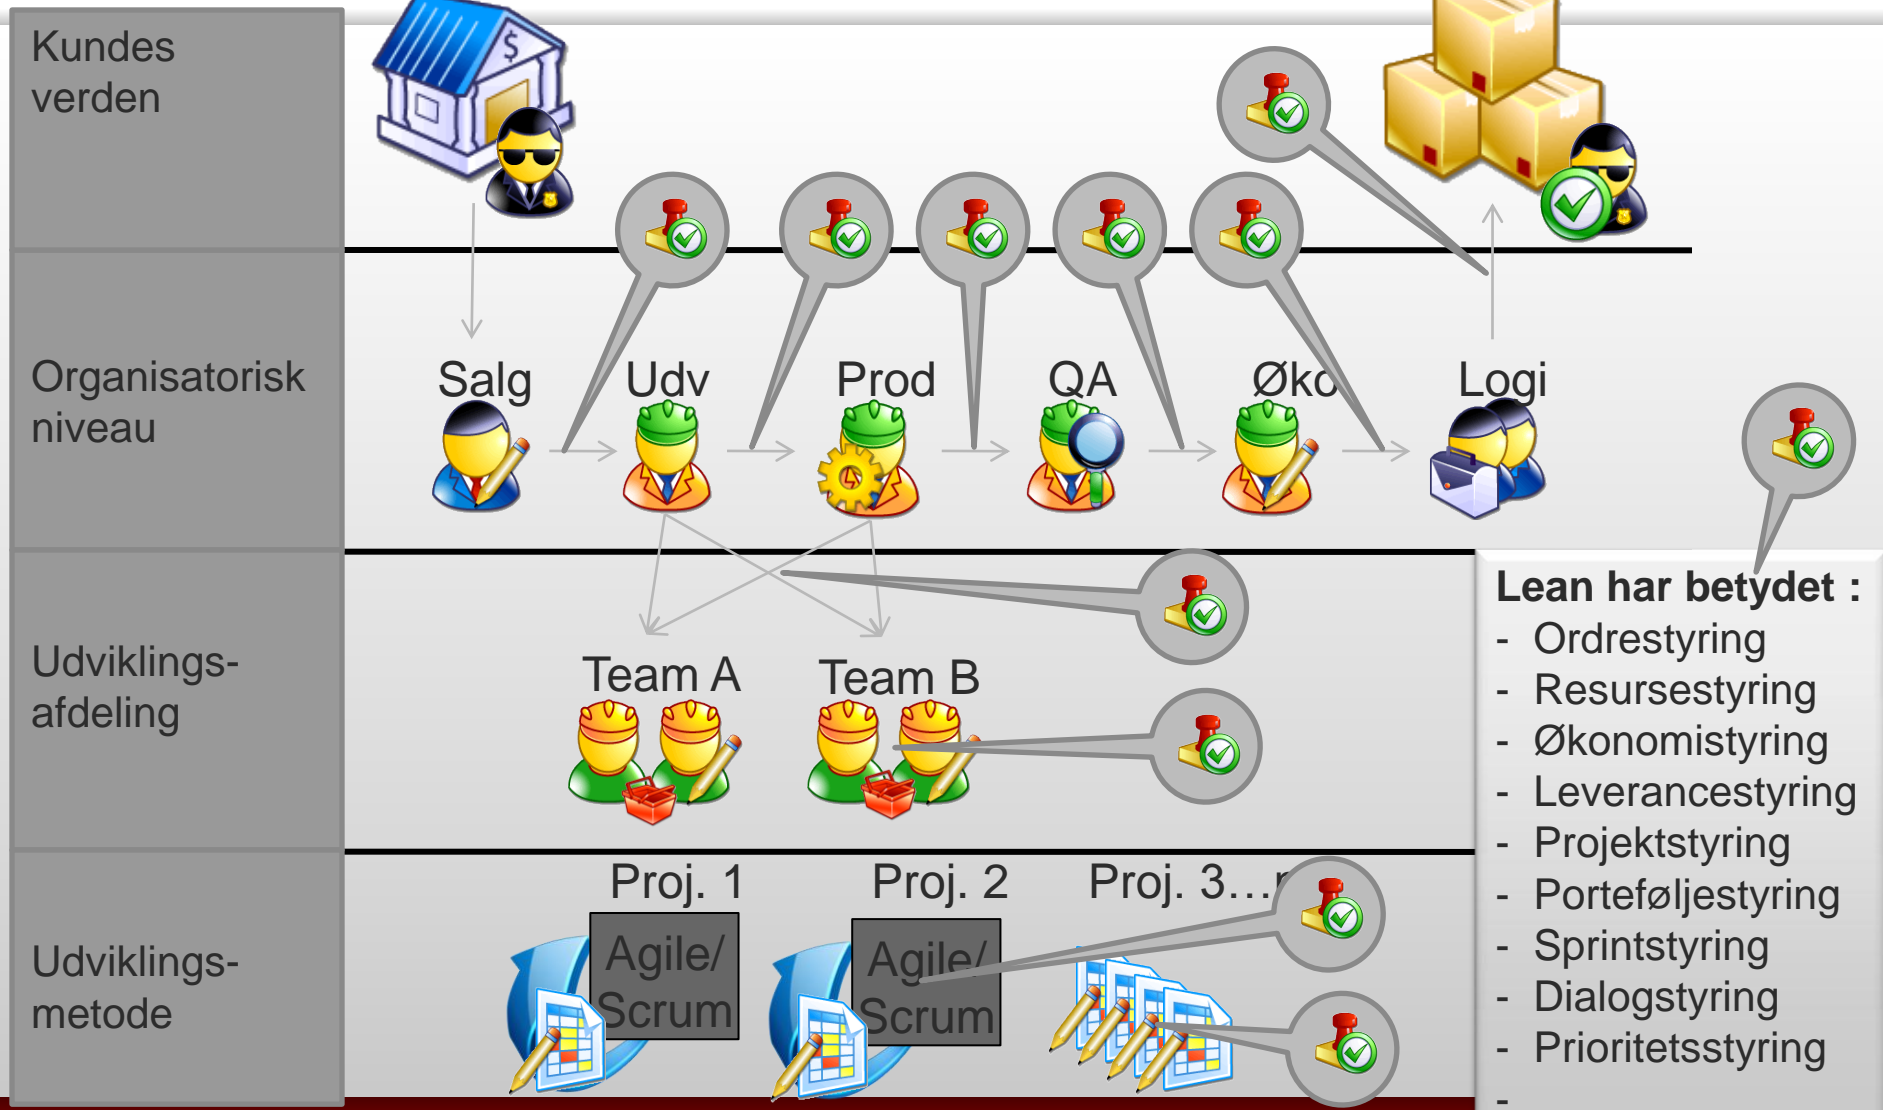 Kundes
verden
Organisatorisk
niveau
Salg
Udv
Prod
QA
Øko
Logi
Udviklings-
afdeling
Team A
Team B
Udviklings-
metode
Proj. 1
Proj. 2
Proj. 3…
Agile/
Scrum
Agile/
Scrum
Lean har betydet :
- Ordrestyring
- Resursestyring
- Økonomistyring
- Leverancestyring
- Projektstyring
- Porteføljestyring
- Sprintstyring
- Dialogstyring
- Prioritetsstyring
-